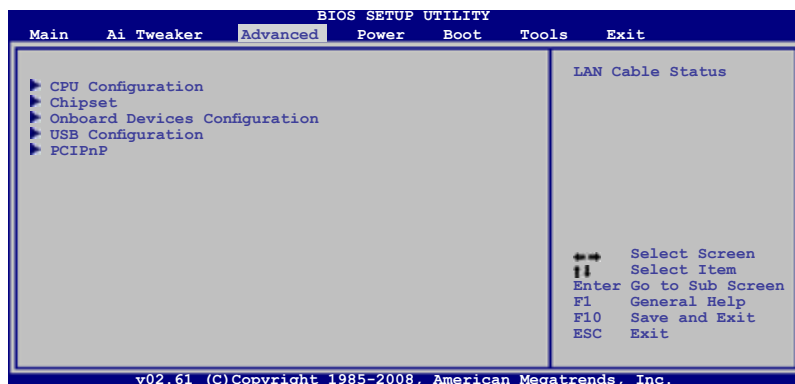 BIOS SETUP UTILITY
Main Ai Tweaker Advanced Power Boot Tools Exit
CPU Configuration
Chipset
Onboard Devices Configuration
USB Configuration
PCIPnP
LAN Cable Status
Select Screen
Select Item
Enter Go to Sub Screen
F1 General Help
F10 Save and Exit
ESC Exit
v02.61 (C)Copyright 1985-2008, American Megatrends, Inc.